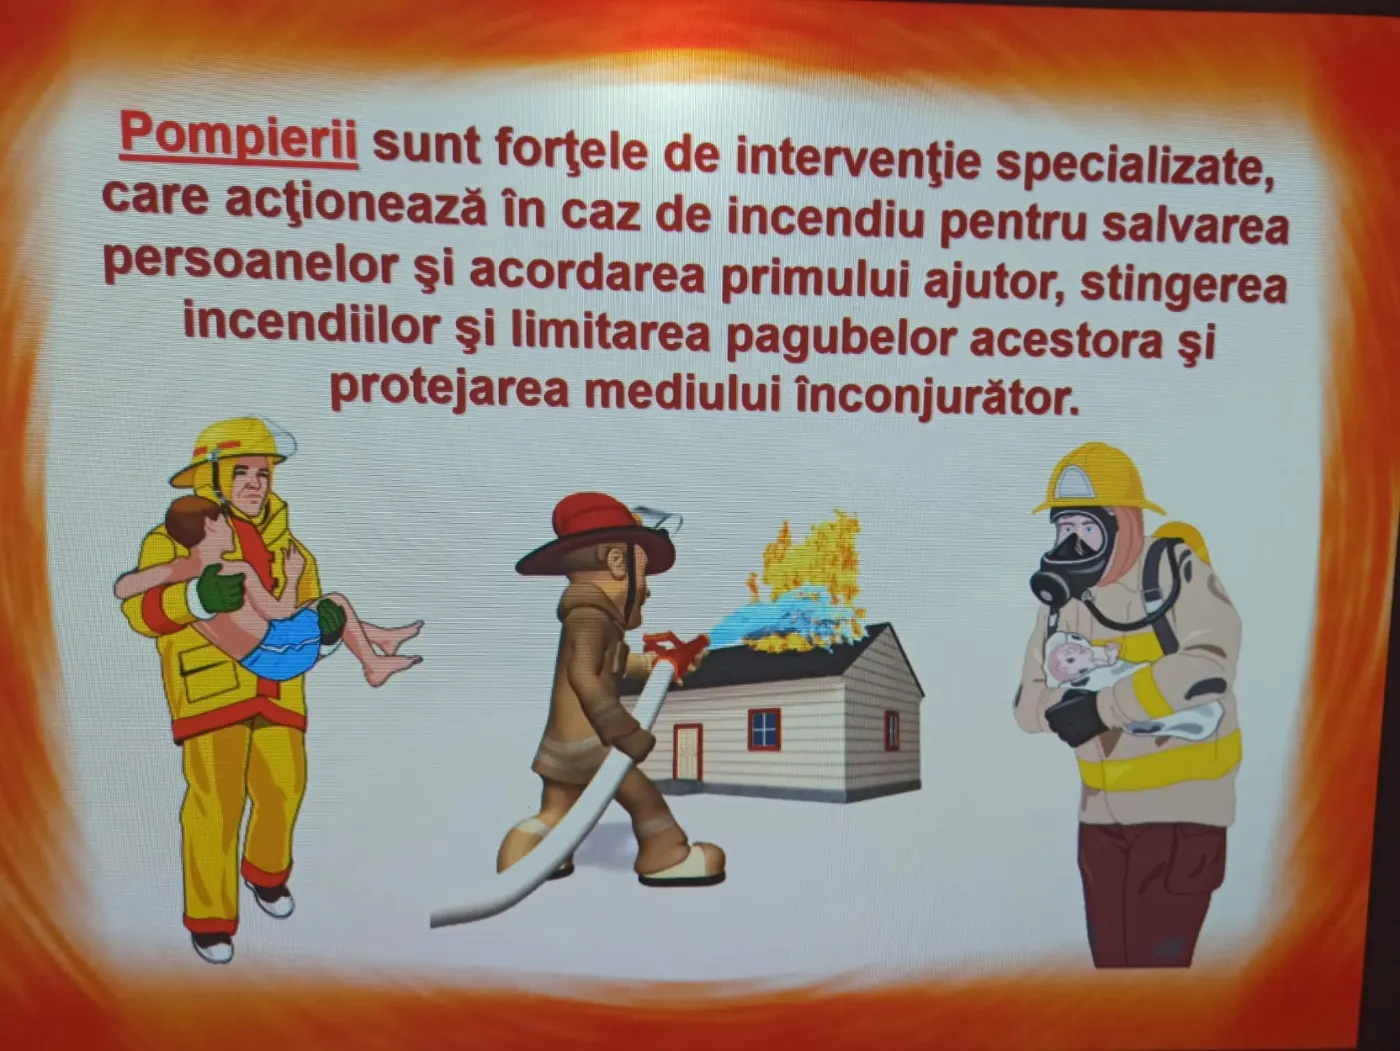 Pompierii sunt forţele de intervenţie specializate,
care acţionează în caz de incendiu pentru salvarea
persoanelor şi acordarea primului ajutor, stingerea
incendiilor şi limitarea pagubelor acestora şi
protejarea mediului înconjurător.